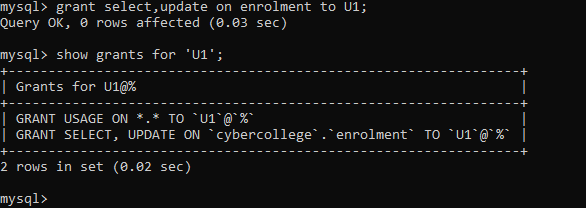 mysql> grant select,update on enrolment to U1;
Query OK, 0 rows affected (0.03 sec)
mysql> show grants for 'U1';
+-----------------------------------------------------------------+
| Grants for U1@%                                                 |
+-----------------------------------------------------------------+
| GRANT USAGE ON *.* TO `U1`@`%`                                  |
| GRANT SELECT, UPDATE ON `cybercollege`.`enrolment` TO `U1`@`%` |
+-----------------------------------------------------------------+
2 rows in set (0.02 sec)
mysql>